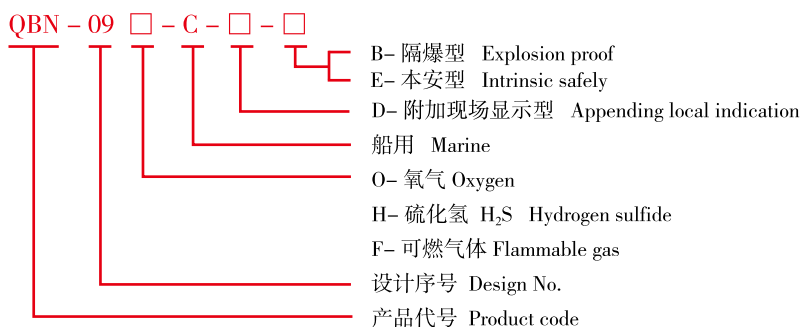 QBN－09 □－C－□－□
B–隔爆型 Explosion proof
E–本安型 Intrinsic safely
D–附加现场显示型 Appending local indication
船用 Marine
O–氧气 Oxygen
H–硫化氢 H₂S Hydrogen sulfide
F–可燃气体 Flammable gas
设计序号 Design No.
产品代号 Product code